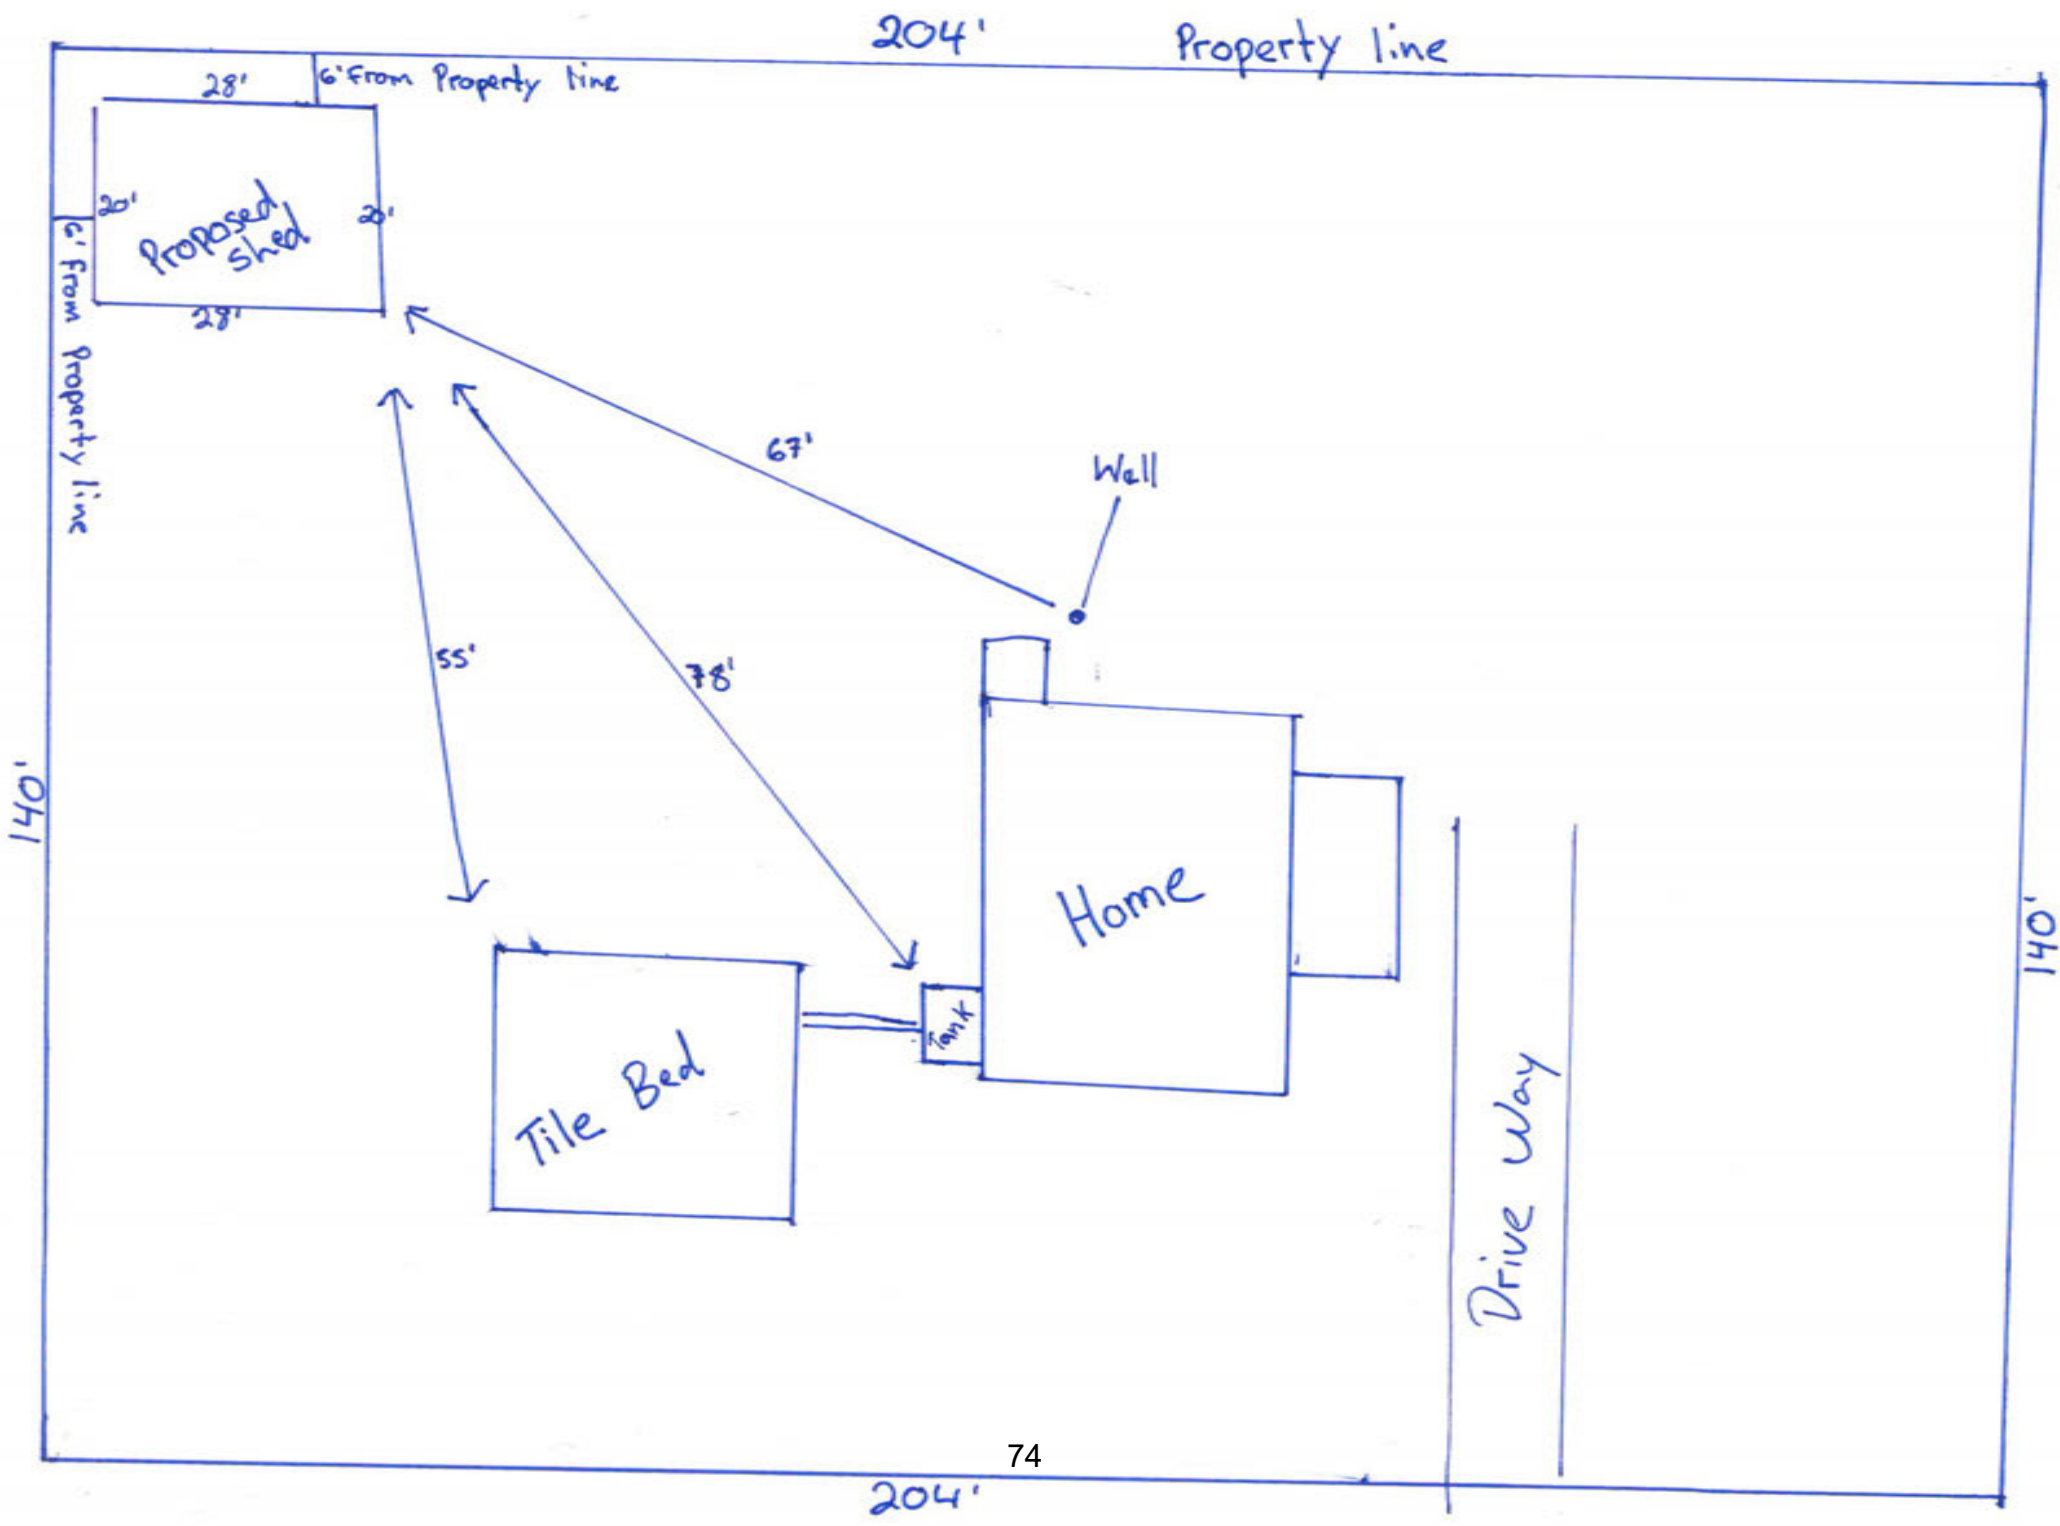 204'
Property line
28'
6' From Property line
20'
20'
Proposed
shed
28'
6' From Property line
67'
Well
55'
78'
140'
Home
140'
Tank
Tile Bed
Drive Way
74
204'